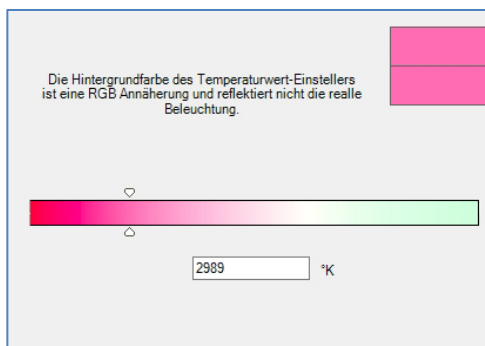 Die Hintergrundfarbe des Temperaturwert-Einstellers
ist eine RGB Annäherung und reflektiert nicht die realle
Beleuchtung.
2989 °K